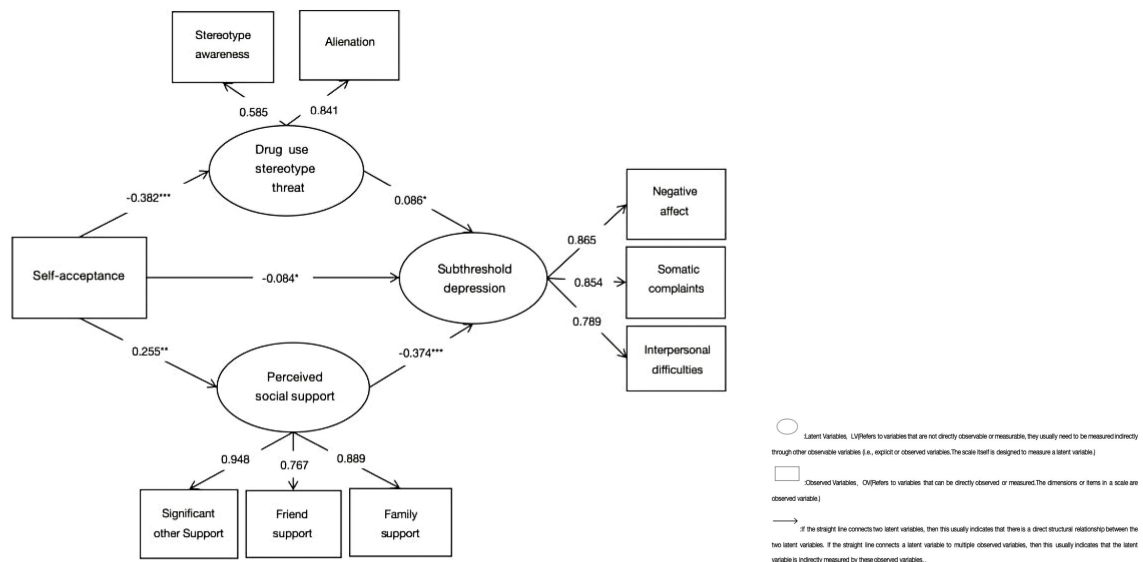 Stereotype
awareness
Alienation
0.585
0.841
Drug use
stereotype
threat
-0.382***
0.086*
Negative
affect
0.865
Self-acceptance
-0.084*
Subthreshold
depression
0.854
Somatic
complaints
0.789
0.255**
-0.374***
Interpersonal
difficulties
Perceived
social support
0.948
0.767
0.889
Significant
other Support
Friend
support
Family
support
:Latent Variables, LV(Refers to variables that are not directly observable or measurable, they usually need to be measured indirectly
through other observable variables (i.e., explicit or observed variables.The scale itself is designed to measure a latent variable.)
:Observed Variables, OV(Refers to variables that can be directly observed or measured.The dimensions or items in a scale are
observed variable.)
:If the straight line connects two latent variables, then this usually indicates that there is a direct structural relationship between the
two latent variables. If the straight line connects a latent variable to multiple observed variables, then this usually indicates that the latent
variable is indirectly measured by these observed variables..